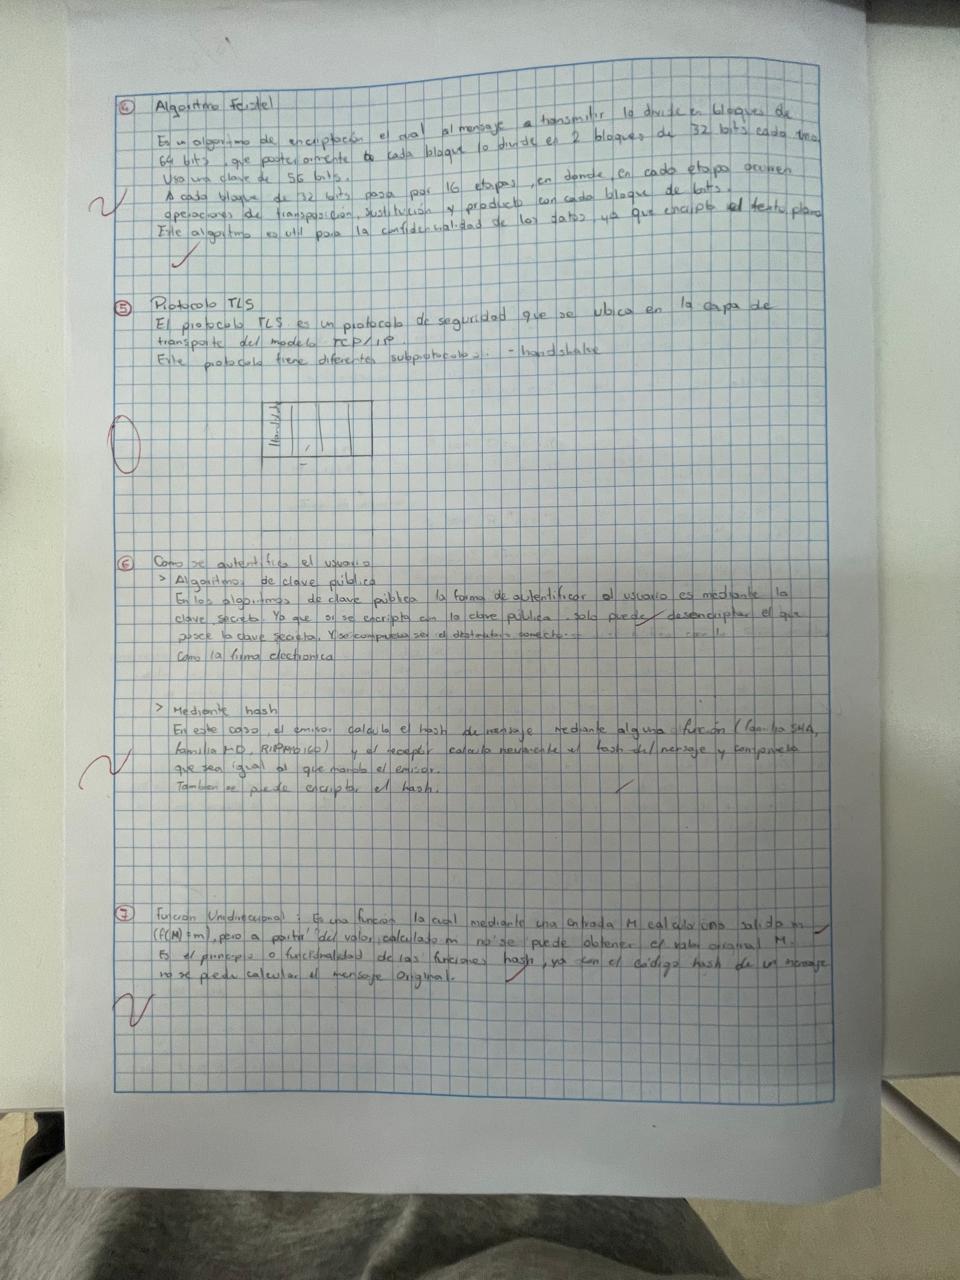 ④ Algoritmo Feistel
Es un algoritmo de encriptación el cual al mensaje a transmitir lo divide en bloques de
64 bits, que posteriormente cada bloque lo divide en 2 bloques de 32 bits cada uno
Usa una clave de 56 bits.
A cada bloque de 32 bits pasa por 16 etapas, en donde, en cada etapa ocurren
operaciones de transposición, sustitución y producto con cada bloque de bits.
Este algoritmo es util para la confidencialidad de los datos ya que encripta el texto plano
⑤ Protocolo TLS
El protocolo TLS es un protocolo de seguridad que se ubica en la capa de
transporte del modelo TCP/IP.
Este protocolo tiene diferentes subprotocolos. - handshake
⑥ Como se autentifica el usuario
> Algoritmos de clave pública
En los algoritmos de clave pública la forma de autentificar al usuario es mediante la
clave secreta. Ya que si se encripta con la clave pública solo puede desencriptar el que
posee la clave secreta. Y se comprueba ser el destinatario correcto.
Como la firma electronica
> Mediante hash
En este caso, el emisor calcula el hash de mensaje mediante alguna función (familia SHA,
familia MD, RIPMD160) y el receptor calcula nuevamente el hash del mensaje y comprueba
que sea igual al que mando el emisor.
Tambien se puede encriptar el hash.
⑦ Función Unidireccional: Es una función la cual mediante una entrada M calcula una salida m
(f(M)=m), pero a partir del valor calculado m no se puede obtener el valor original M.
Es el principio o funcionalidad de las funciones hash, ya con el código hash de un mensaje
no se puede calcular el mensaje original.